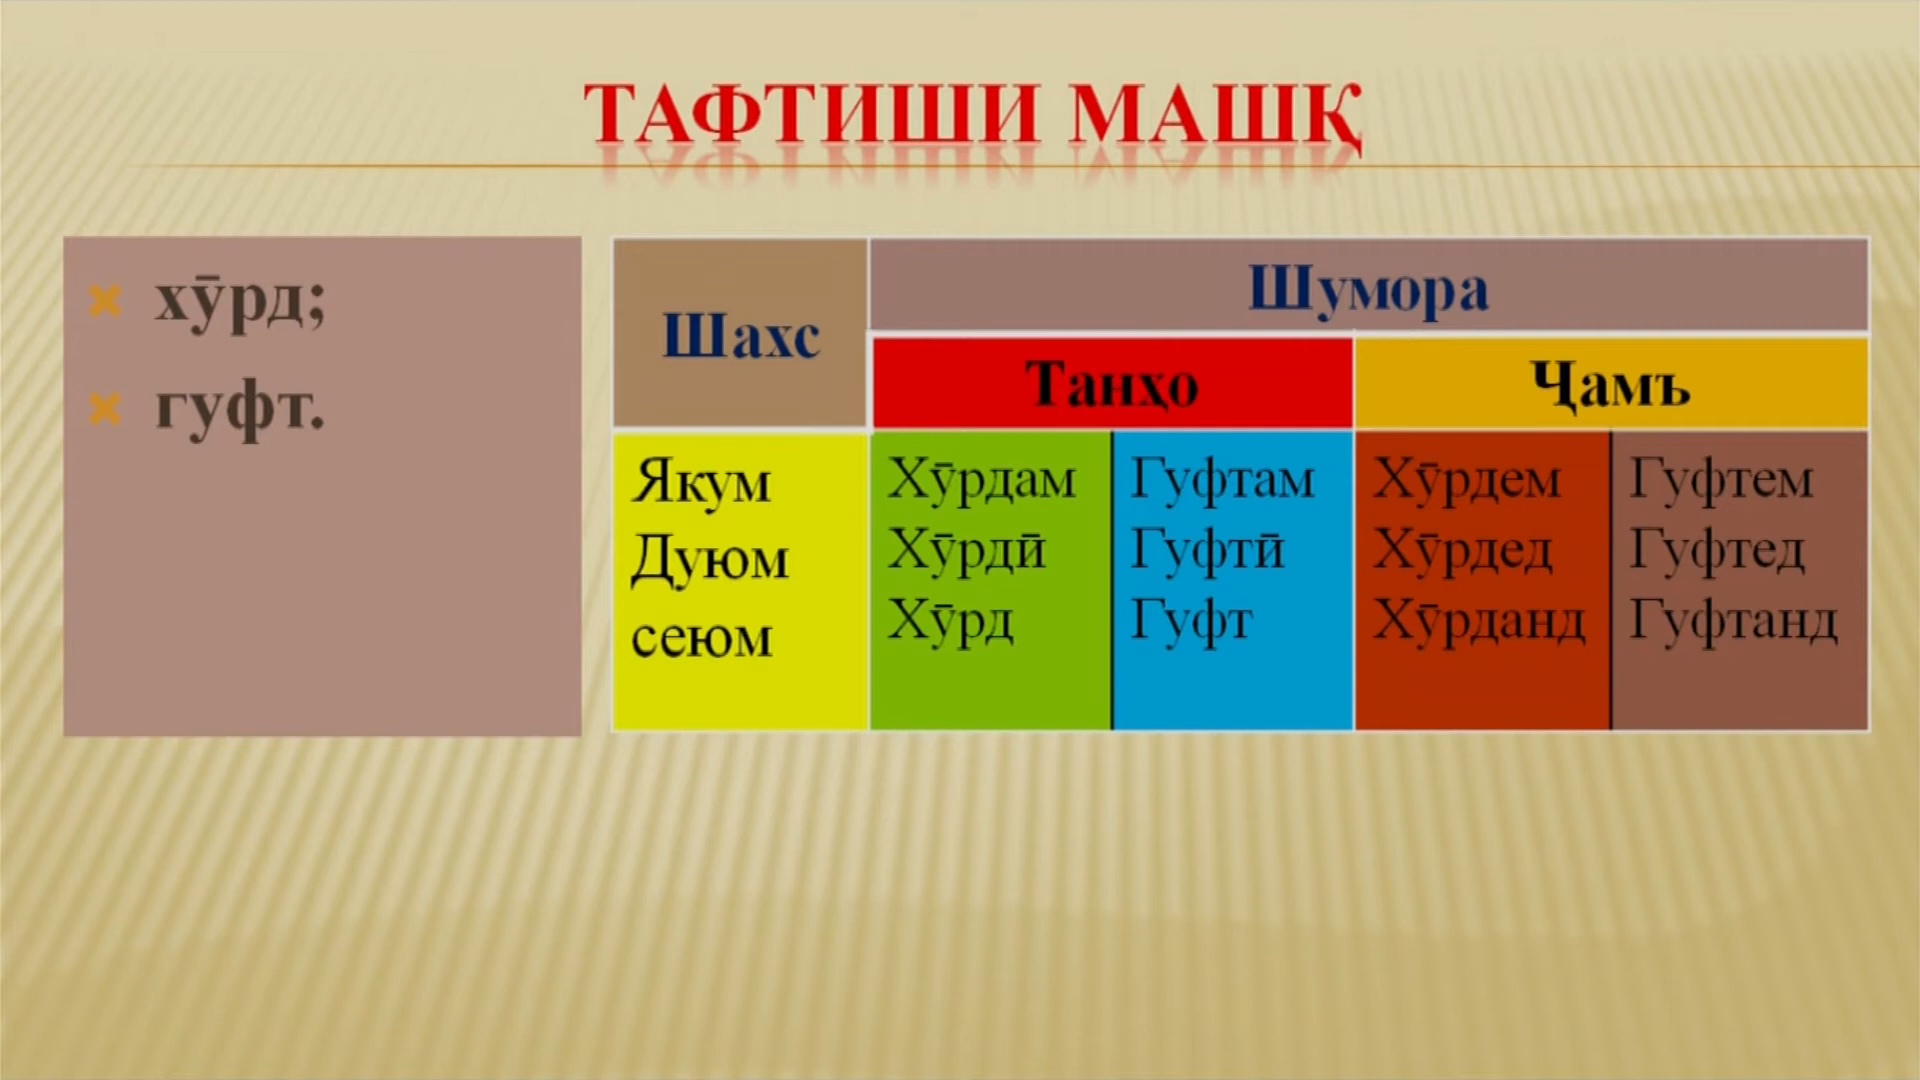 ТАФТИШИ МАШҚ
хӯрд;
гуфт.
Шахс
Шумора
Танҳо
Ҷамъ
Якум
Дуюм
сеюм
Хӯрдам
Хӯрдӣ
Хӯрд
Гуфтам
Гуфтӣ
Гуфт
Хӯрдем
Хӯрдед
Хӯрданд
Гуфтем
Гуфтед
Гуфтанд